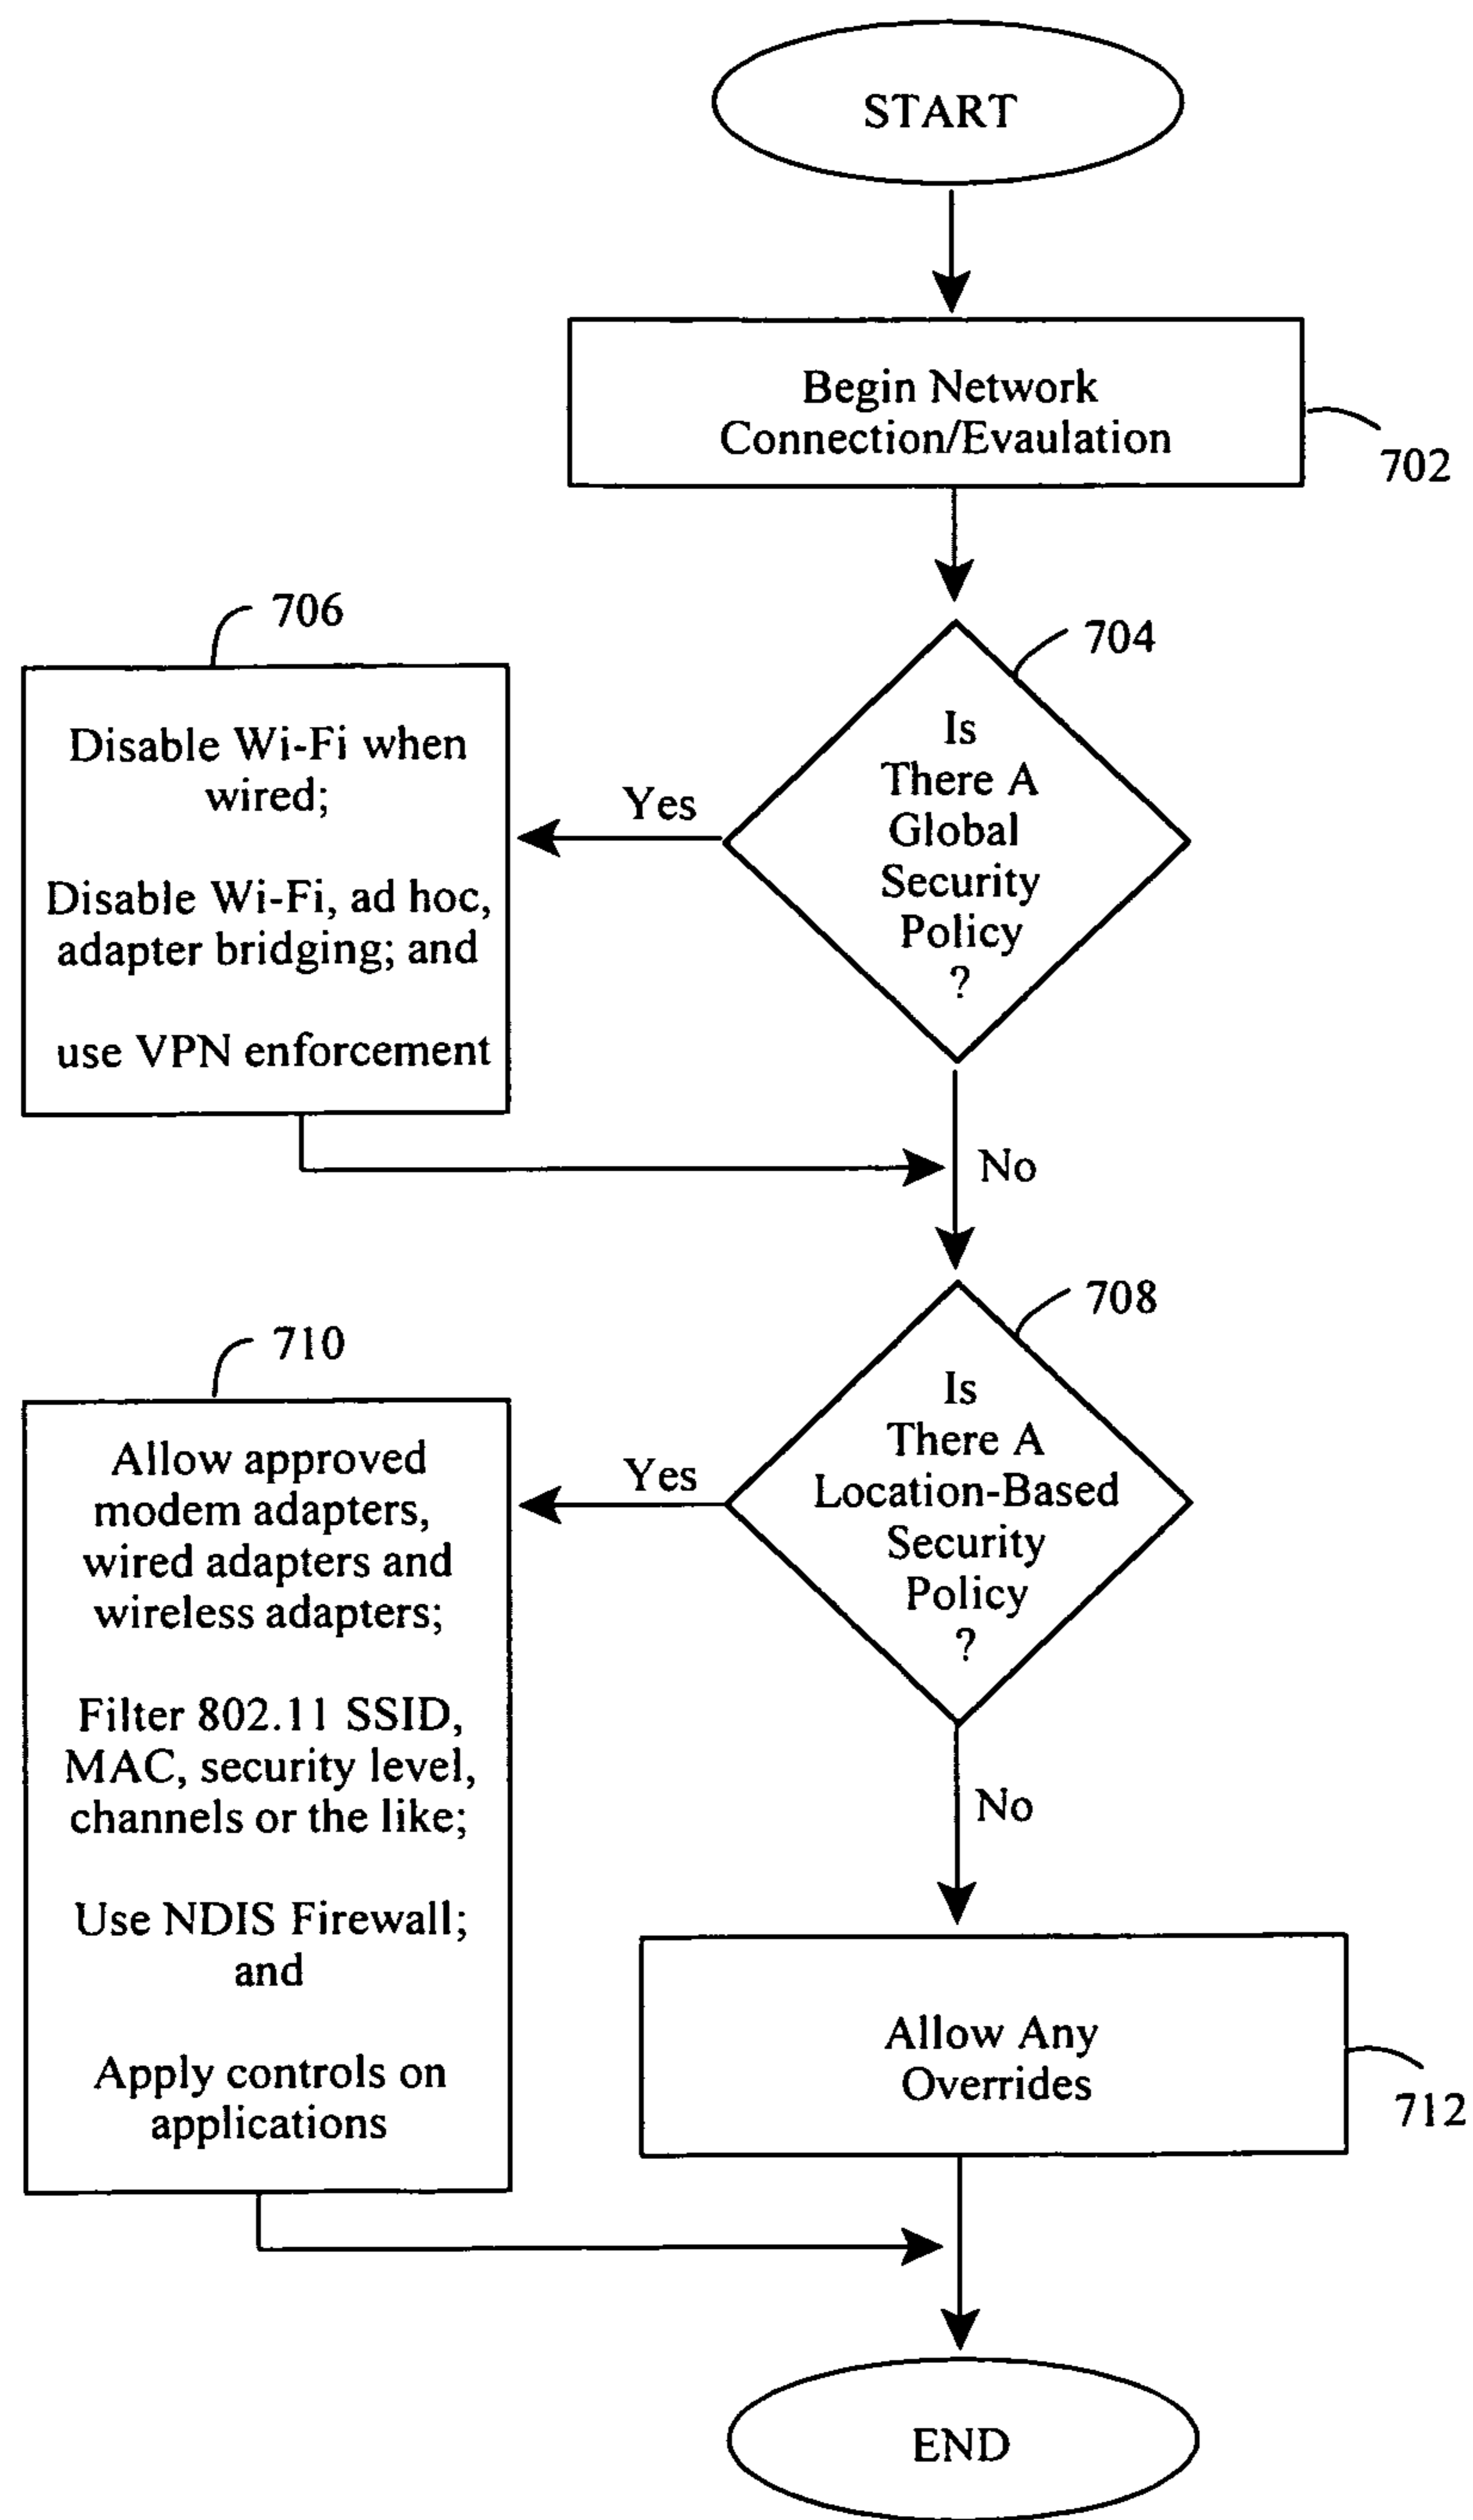 START
Begin Network
Connection/Evaulation
702
704
Is
There A
Global
Security
Policy
?
Yes
706
Disable Wi-Fi when
wired;
Disable Wi-Fi, ad hoc,
adapter bridging; and
use VPN enforcement
No
708
Is
There A
Location-Based
Security
Policy
?
Yes
710
Allow approved
modem adapters,
wired adapters and
wireless adapters;
Filter 802.11 SSID,
MAC, security level,
channels or the like;
Use NDIS Firewall;
and
Apply controls on
applications
No
Allow Any
Overrides
712
END